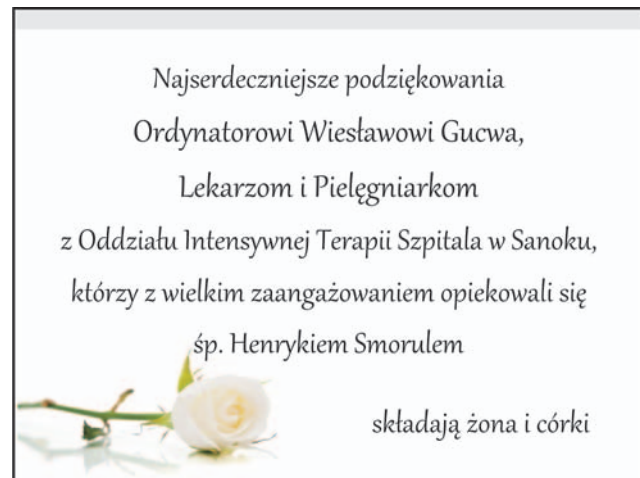 Najserdeczniejsze podziękowania
Ordynatorowi Wiesławowi Gucwa,
Lekarzom i Pielęgniarkom
z Oddziału Intensywnej Terapii Szpitala w Sanoku,
którzy z wielkim zaangażowaniem opiekowali się
śp. Henrykiem Smorulem
składają żona i córki